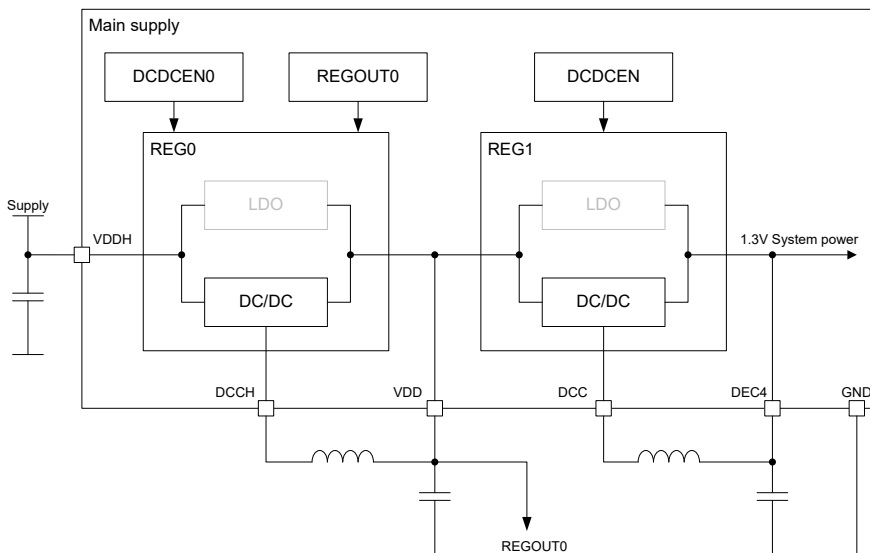 Main supply
DCDCEN0
REGOUT0
DCDCEN
REG0
REG1
LDO
LDO
Supply
VDDH
1.3V System power
DC/DC
DC/DC
DCCH
VDD
DCC
DEC4
GND
REGOUT0